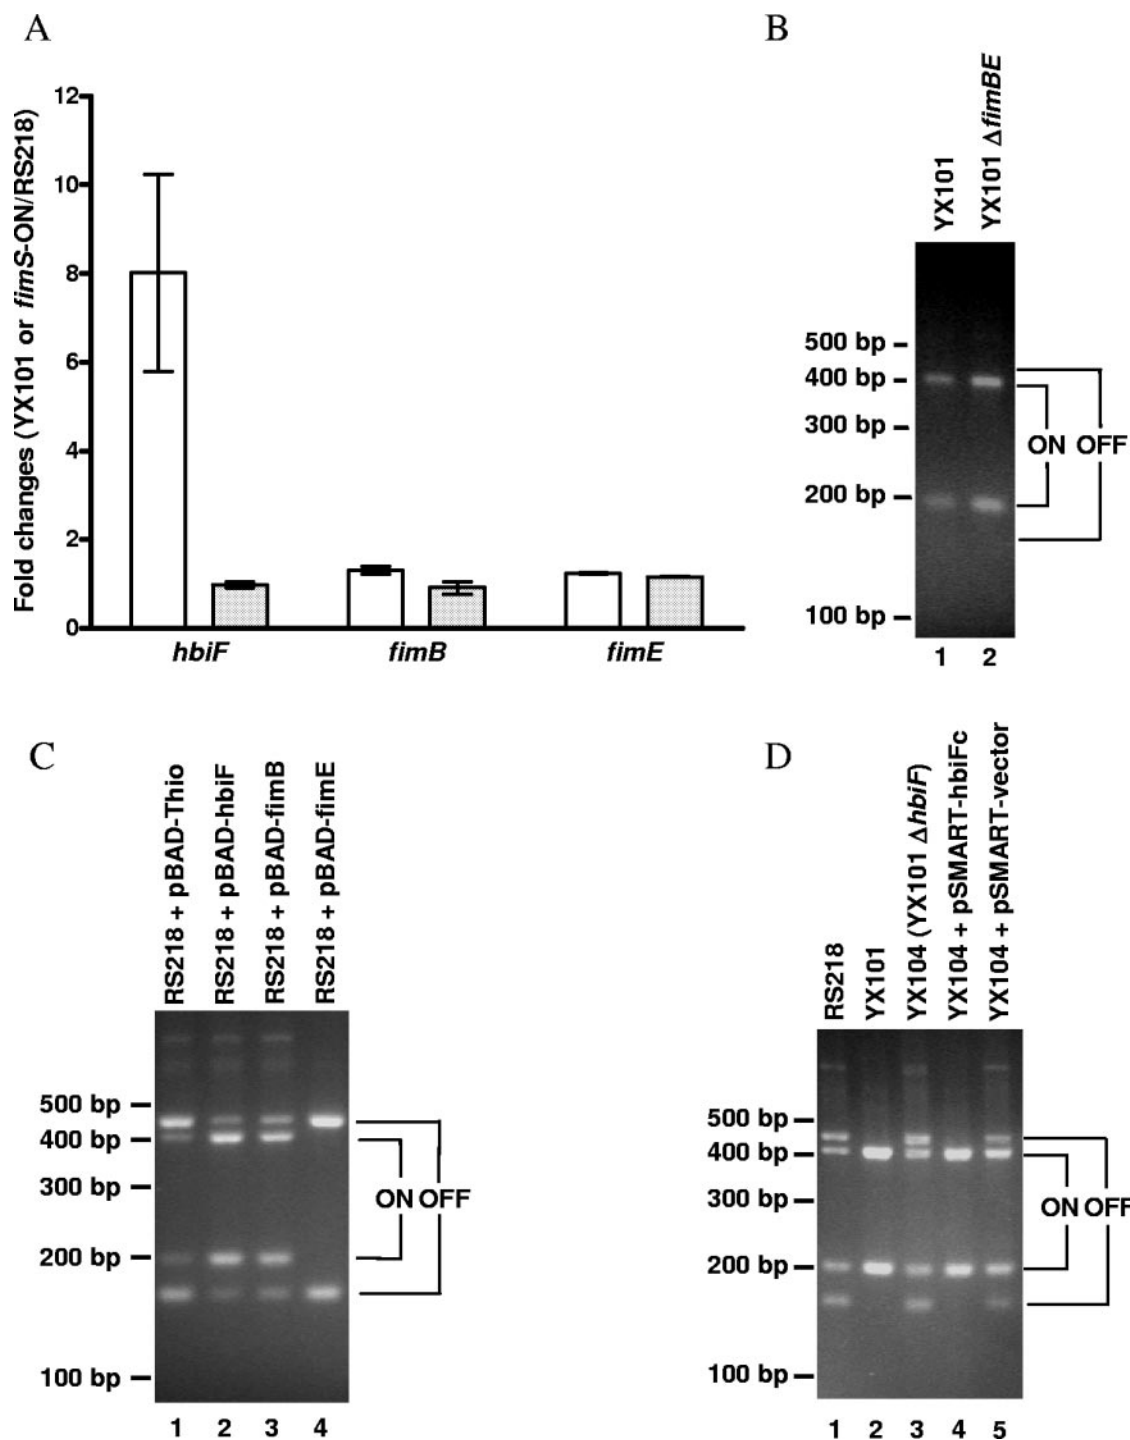 A
Fold changes (YX101 or fimS-ON/RS218)
12
10
8
6
4
2
0
hbiF fimB fimE
B
YX101
YX101 ΔfimBE
500 bp
400 bp
300 bp
200 bp
100 bp
ON OFF
1 2
C
RS218 + pBAD-Thio
RS218 + pBAD-hbiF
RS218 + pBAD-fimB
RS218 + pBAD-fimE
500 bp
400 bp
300 bp
200 bp
100 bp
ON OFF
1 2 3 4
D
RS218
YX101
YX104 (YX101 ΔhbiF)
YX104 + pSMART-hbiFc
YX104 + pSMART-vector
500 bp
400 bp
300 bp
200 bp
100 bp
ON OFF
1 2 3 4 5